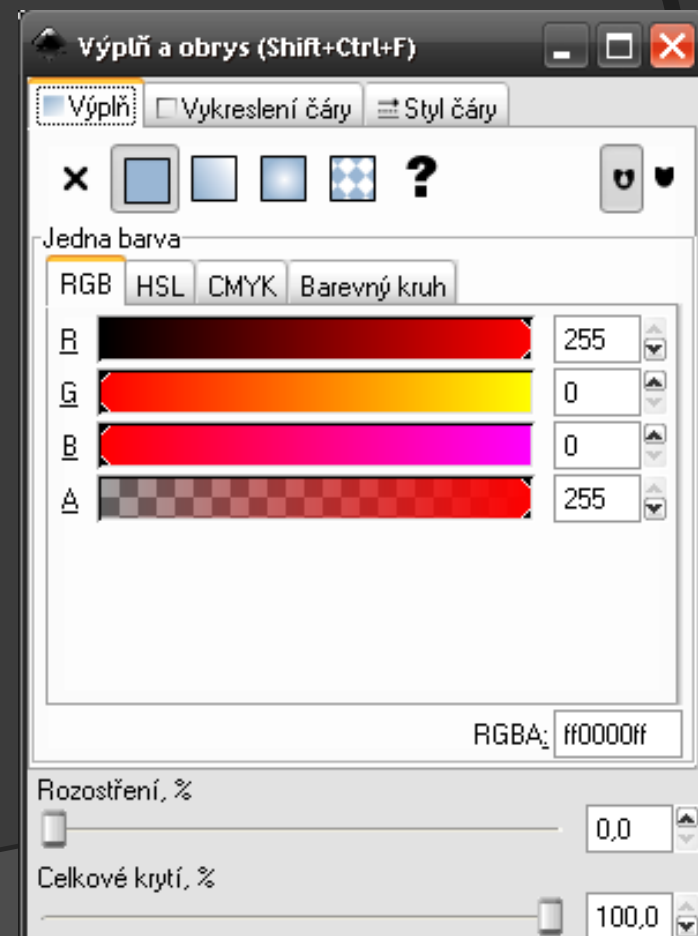 Výplň a obrys (Shift+Ctrl+F)
Výplň Vykreslení čáry Styl čáry
Jedna barva
RGB HSL CMYK Barevný kruh
R 255
G 0
B 0
A 255
RGBA: ff0000ff
Rozostření, %
0,0
Celkové krytí, %
100,0